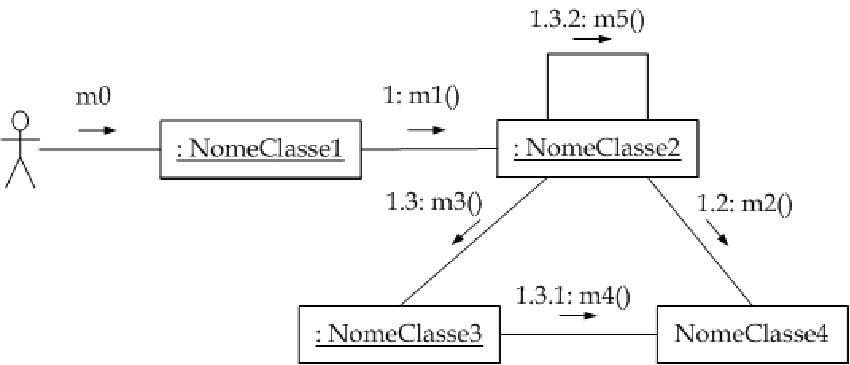 1.3.2: m5()
m0
1: m1()
: NomeClasse1
: NomeClasse2
1.3: m3()
1.2: m2()
1.3.1: m4()
: NomeClasse3
NomeClasse4